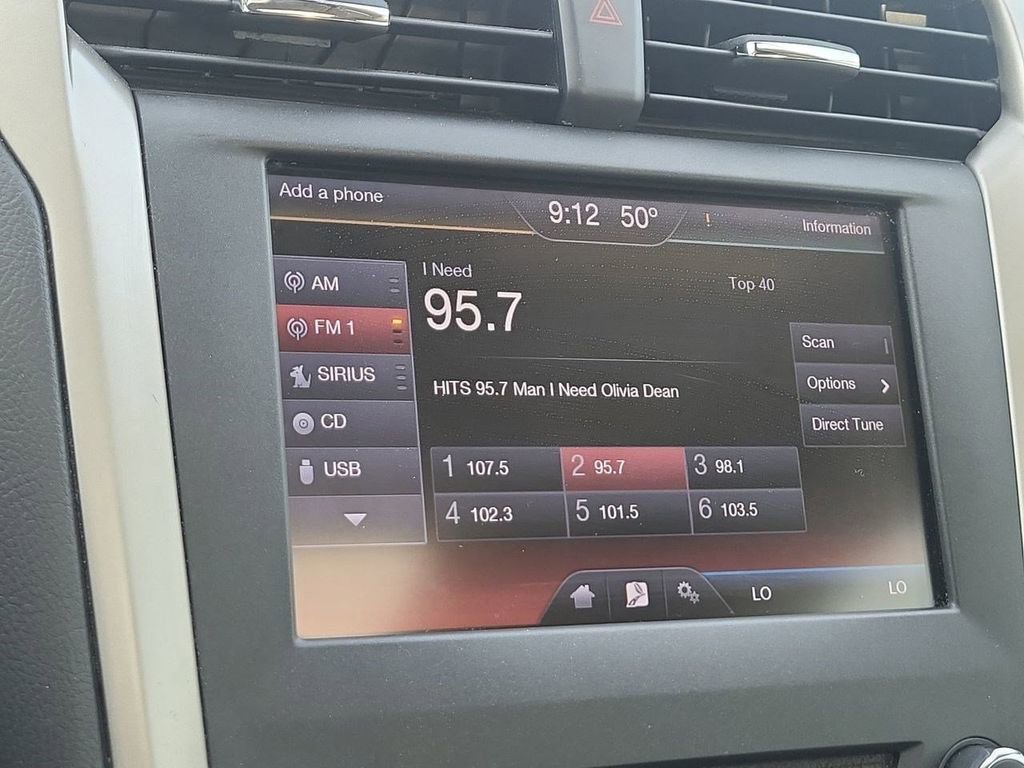 Add a phone
9:12 50°
!
Information
AM
FM 1
SIRIUS
CD
USB
I Need
95.7
Top 40
HITS 95.7 Man I Need Olivia Dean
Scan
Options
Direct Tune
1 107.5
2 95.7
3 98.1
4 102.3
5 101.5
6 103.5
LO
LO